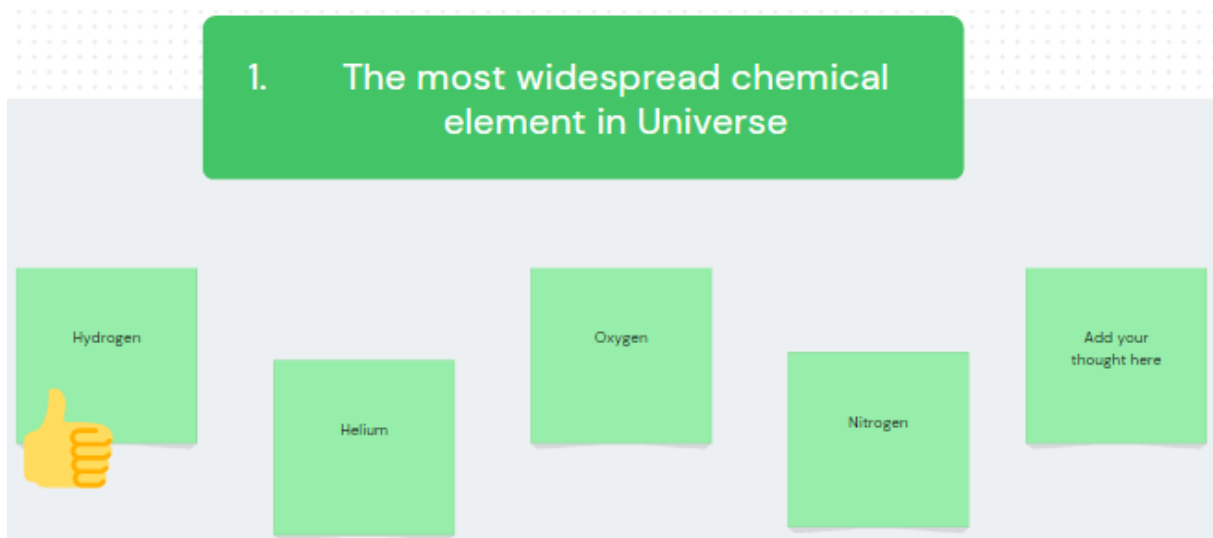 1. The most widespread chemical
element in Universe
Hydrogen
Helium
Oxygen
Nitrogen
Add your
thought here